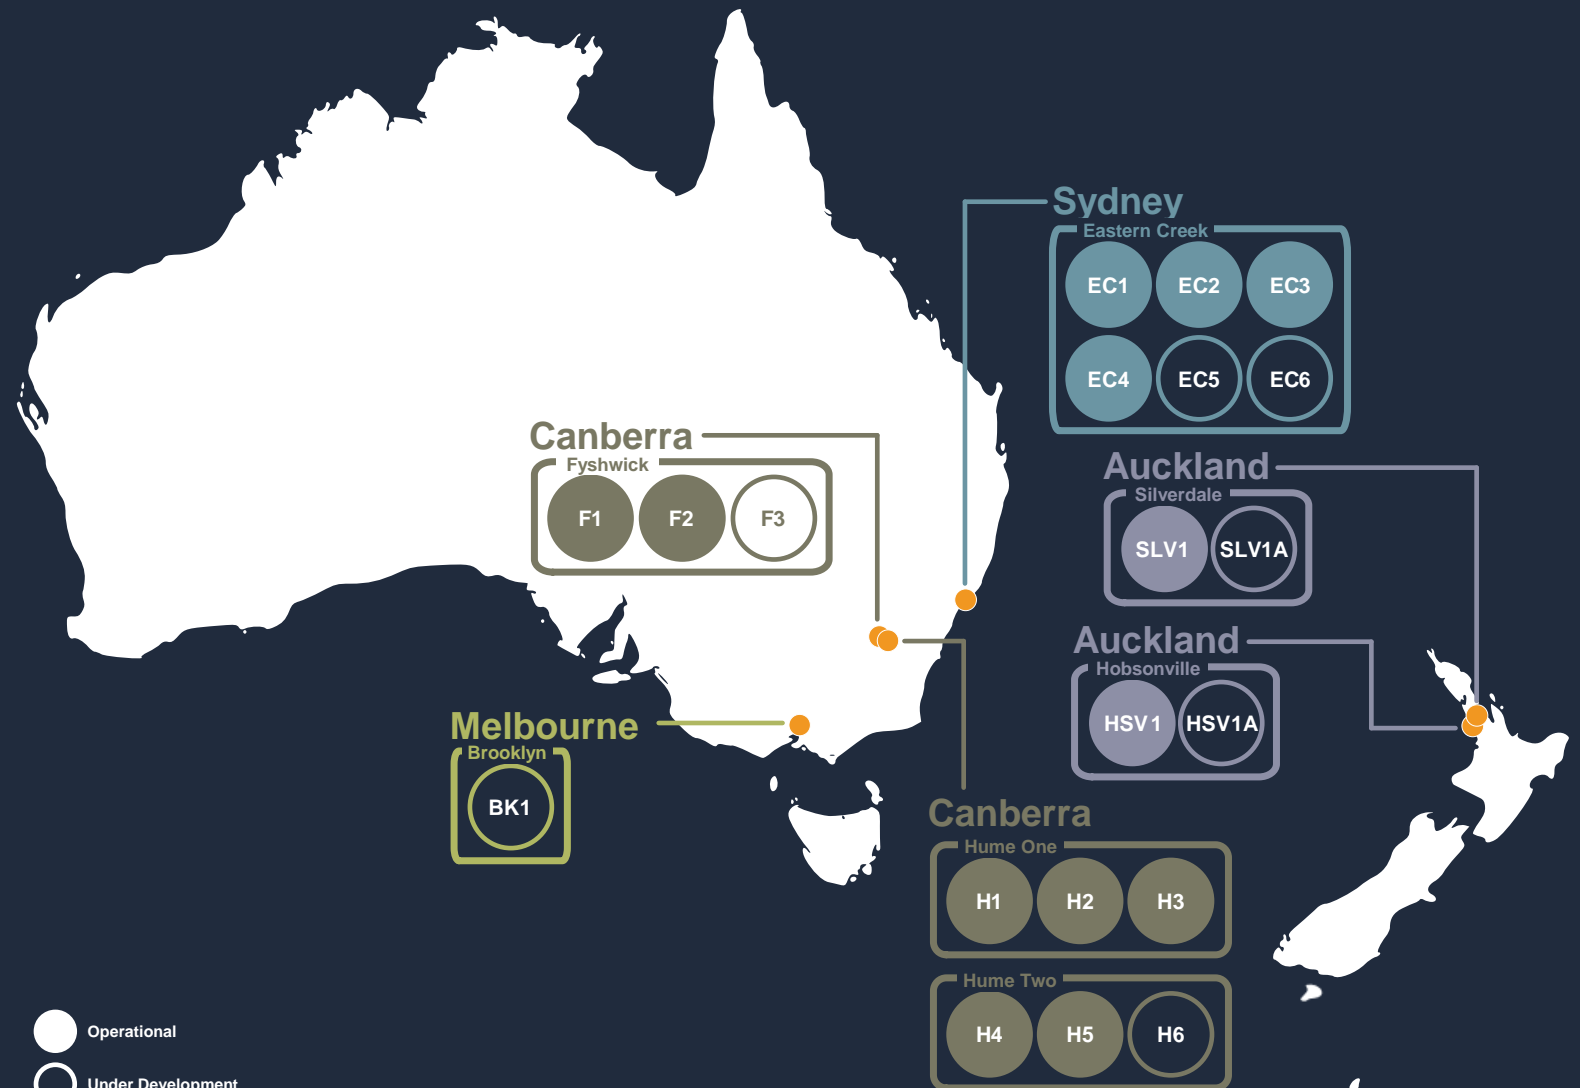 Sydney
Eastern Creek
EC1 EC2 EC3
EC4 EC5 EC6
Canberra
Fyshwick
F1 F2 F3
Auckland
Silverdale
SLV1 SLV1A
Auckland
Hobsonville
HSV1 HSV1A
Melbourne
Brooklyn
BK1
Canberra
Hume One
H1 H2 H3
Hume Two
H4 H5 H6
Operational
Under Development